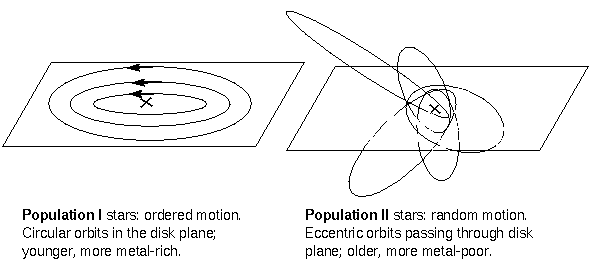 Population I stars: ordered motion.
Circular orbits in the disk plane;
younger, more metal-rich.
Population II stars: random motion.
Eccentric orbits passing through disk
plane; older, more metal-poor.